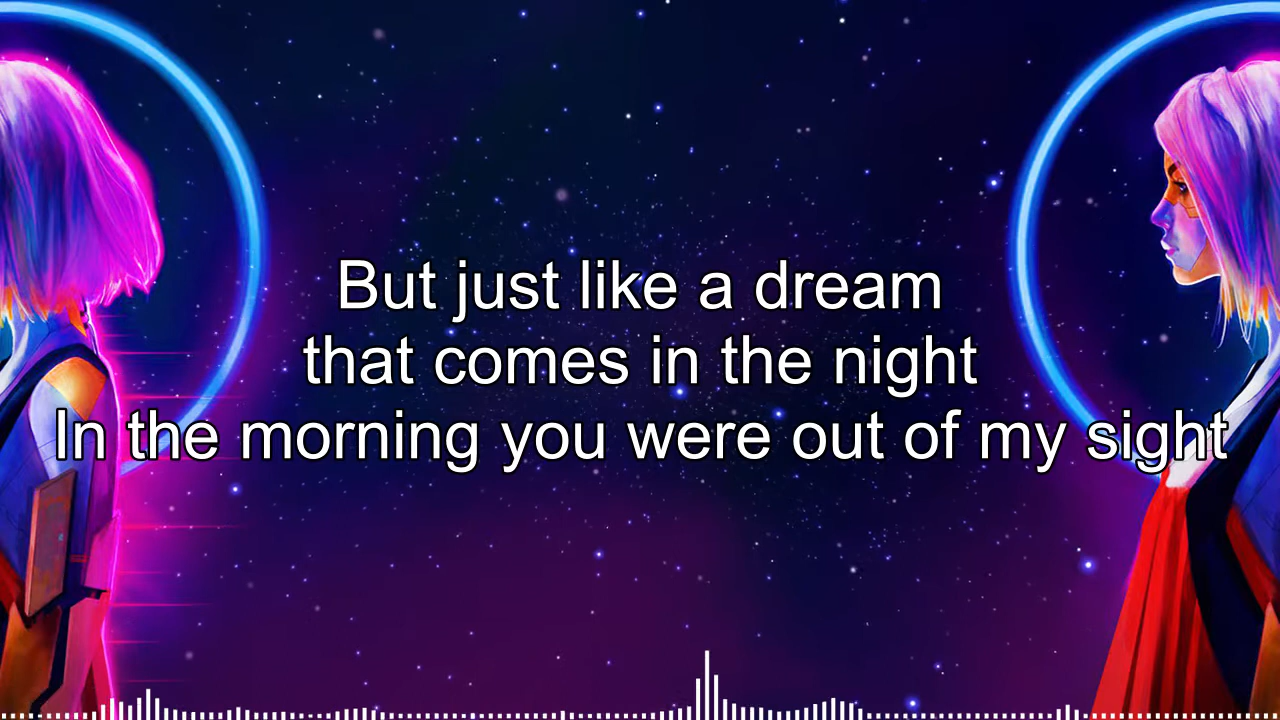 But just like a dream
that comes in the night
In the morning you were out of my sight